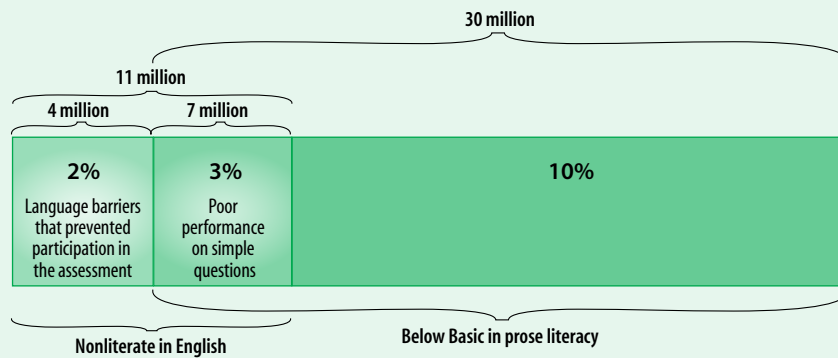 30 million
11 million
4 million
7 million
2%
Language barriers
that prevented
participation in
the assessment
3%
Poor
performance
on simple
questions
10%
Nonliterate in English
Below Basic in prose literacy